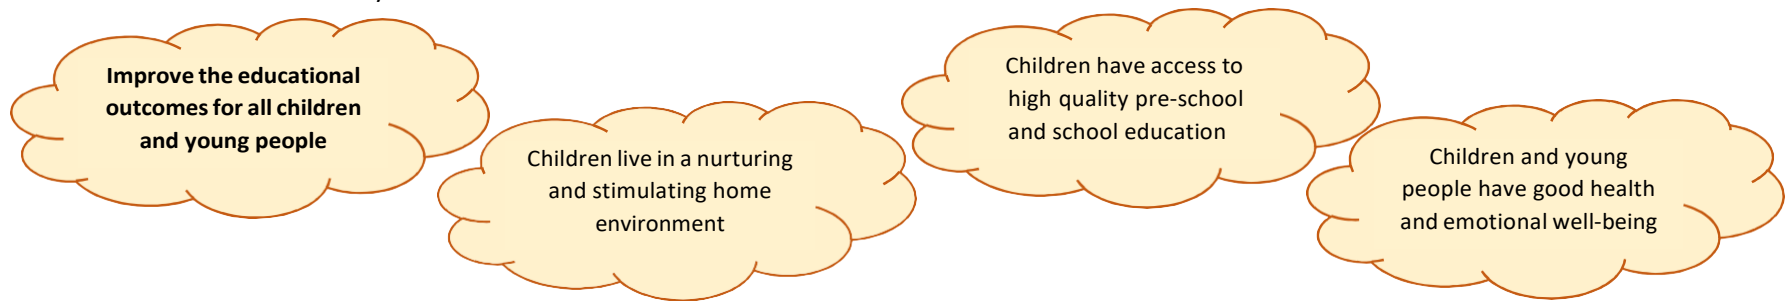 Improve the educational
outcomes for all children
and young people
Children live in a nurturing
and stimulating home
environment
Children have access to
high quality pre-school
and school education
Children and young
people have good health
and emotional well-being